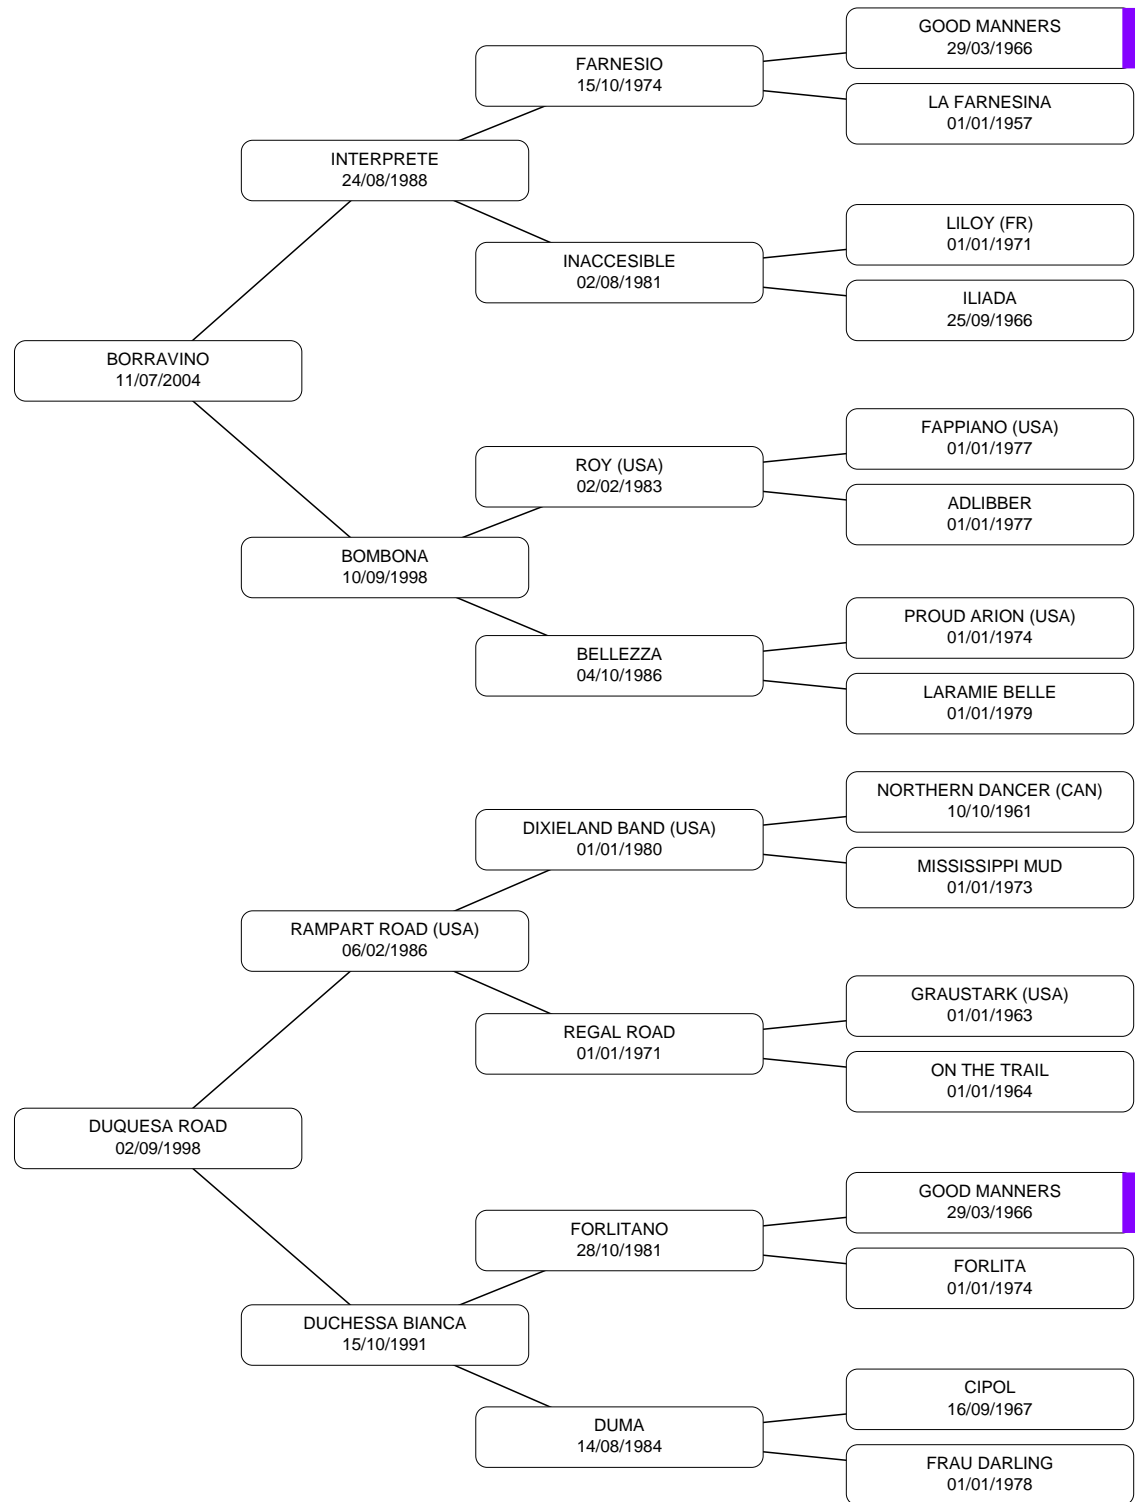 GOOD MANNERS
29/03/1966
FARNESIO
15/10/1974
LA FARNESINA
01/01/1957
INTERPRETE
24/08/1988
LILOY (FR)
01/01/1971
INACCESIBLE
02/08/1981
ILIADA
25/09/1966
BORRAVINO
11/07/2004
FAPPIANO (USA)
01/01/1977
ROY (USA)
02/02/1983
ADLIBBER
01/01/1977
BOMBONA
10/09/1998
PROUD ARION (USA)
01/01/1974
BELLEZZA
04/10/1986
LARAMIE BELLE
01/01/1979
NORTHERN DANCER (CAN)
10/10/1961
DIXIELAND BAND (USA)
01/01/1980
MISSISSIPPI MUD
01/01/1973
RAMPART ROAD (USA)
06/02/1986
GRAUSTARK (USA)
01/01/1963
REGAL ROAD
01/01/1971
ON THE TRAIL
01/01/1964
DUQUESA ROAD
02/09/1998
GOOD MANNERS
29/03/1966
FORLITANO
28/10/1981
FORLITA
01/01/1974
DUCHESSA BIANCA
15/10/1991
CIPOL
16/09/1967
DUMA
14/08/1984
FRAU DARLING
01/01/1978